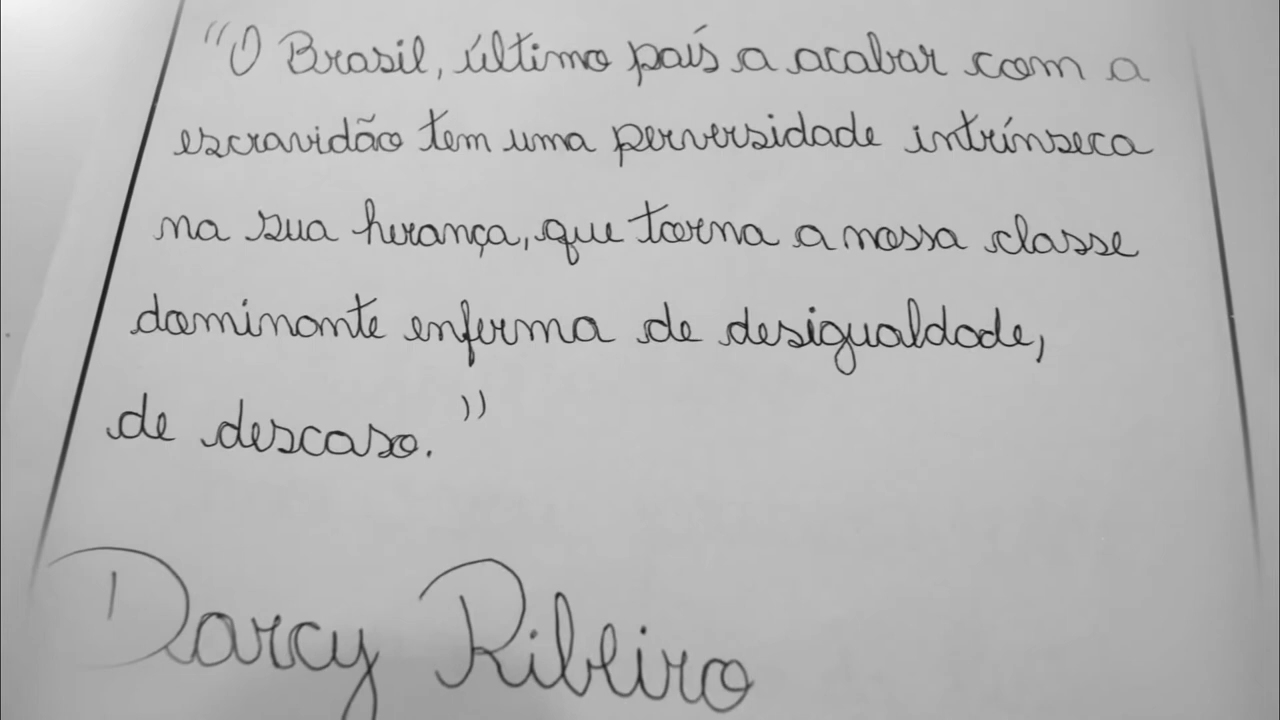 "O Brasil, último país a acabar com a
escravidão tem uma perversidade intrínseca
na sua herança, que torna a nossa classe
dominante enferma de desigualdade,
de descaso."
Darcy Ribeiro